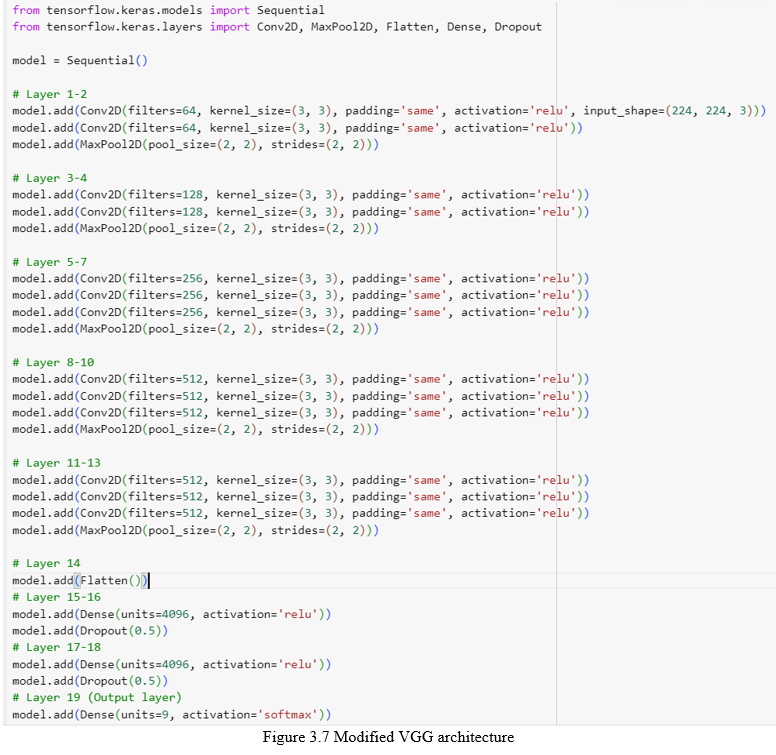 from tensorflow.keras.models import Sequential
from tensorflow.keras.layers import Conv2D, MaxPool2D, Flatten, Dense, Dropout
model = Sequential()
# Layer 1-2
model.add(Conv2D(filters=64, kernel_size=(3, 3), padding='same', activation='relu', input_shape=(224, 224, 3)))
model.add(Conv2D(filters=64, kernel_size=(3, 3), padding='same', activation='relu'))
model.add(MaxPool2D(pool_size=(2, 2), strides=(2, 2)))
# Layer 3-4
model.add(Conv2D(filters=128, kernel_size=(3, 3), padding='same', activation='relu'))
model.add(Conv2D(filters=128, kernel_size=(3, 3), padding='same', activation='relu'))
model.add(MaxPool2D(pool_size=(2, 2), strides=(2, 2)))
# Layer 5-7
model.add(Conv2D(filters=256, kernel_size=(3, 3), padding='same', activation='relu'))
model.add(Conv2D(filters=256, kernel_size=(3, 3), padding='same', activation='relu'))
model.add(Conv2D(filters=256, kernel_size=(3, 3), padding='same', activation='relu'))
model.add(MaxPool2D(pool_size=(2, 2), strides=(2, 2)))
# Layer 8-10
model.add(Conv2D(filters=512, kernel_size=(3, 3), padding='same', activation='relu'))
model.add(Conv2D(filters=512, kernel_size=(3, 3), padding='same', activation='relu'))
model.add(Conv2D(filters=512, kernel_size=(3, 3), padding='same', activation='relu'))
model.add(MaxPool2D(pool_size=(2, 2), strides=(2, 2)))
# Layer 11-13
model.add(Conv2D(filters=512, kernel_size=(3, 3), padding='same', activation='relu'))
model.add(Conv2D(filters=512, kernel_size=(3, 3), padding='same', activation='relu'))
model.add(Conv2D(filters=512, kernel_size=(3, 3), padding='same', activation='relu'))
model.add(MaxPool2D(pool_size=(2, 2), strides=(2, 2)))
# Layer 14
model.add(Flatten())
# Layer 15-16
model.add(Dense(units=4096, activation='relu'))
model.add(Dropout(0.5))
# Layer 17-18
model.add(Dense(units=4096, activation='relu'))
model.add(Dropout(0.5))
# Layer 19 (Output layer)
model.add(Dense(units=9, activation='softmax'))
Figure 3.7 Modified VGG architecture